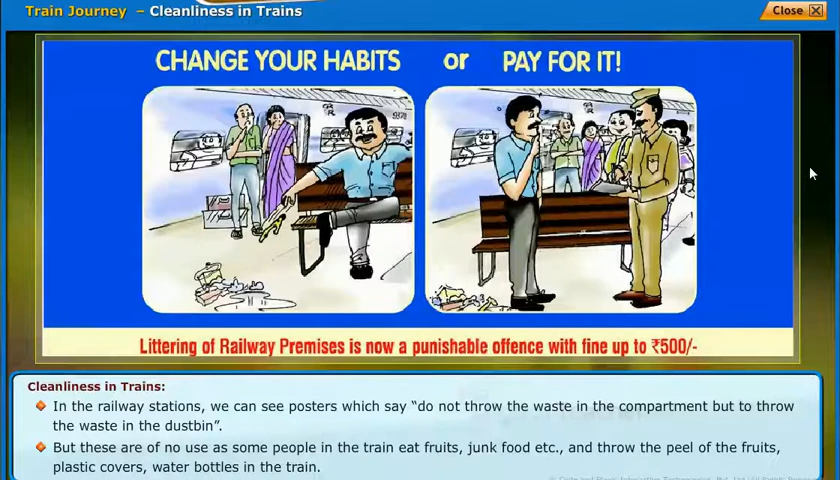 Train Journey – Cleanliness in Trains
Close
CHANGE YOUR HABITS or PAY FOR IT!
Littering of Railway Premises is now a punishable offence with fine up to ₹500/-
Cleanliness in Trains:
In the railway stations, we can see posters which say “do not throw the waste in the compartment but to throw
the waste in the dustbin”.
But these are of no use as some people in the train eat fruits, junk food etc., and throw the peel of the fruits,
plastic covers, water bottles in the train.